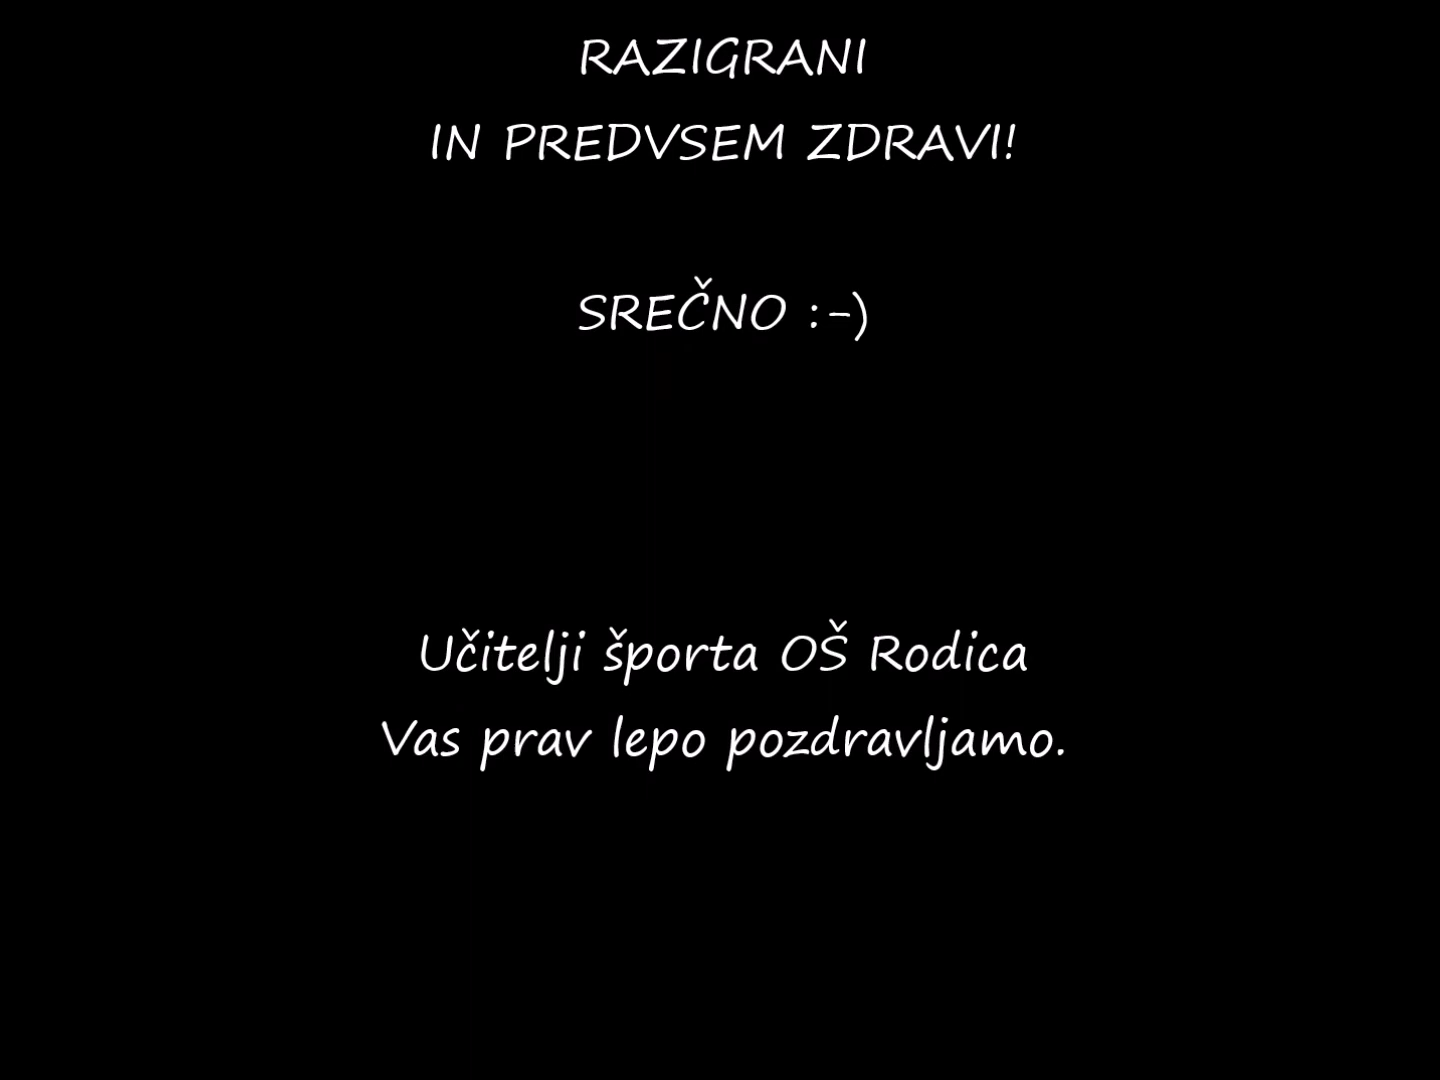 RAZIGRANI
IN PREDVSEM ZDRAVI!
SREČNO :-)
Učitelji športa OŠ Rodica
Vas prav lepo pozdravljamo.